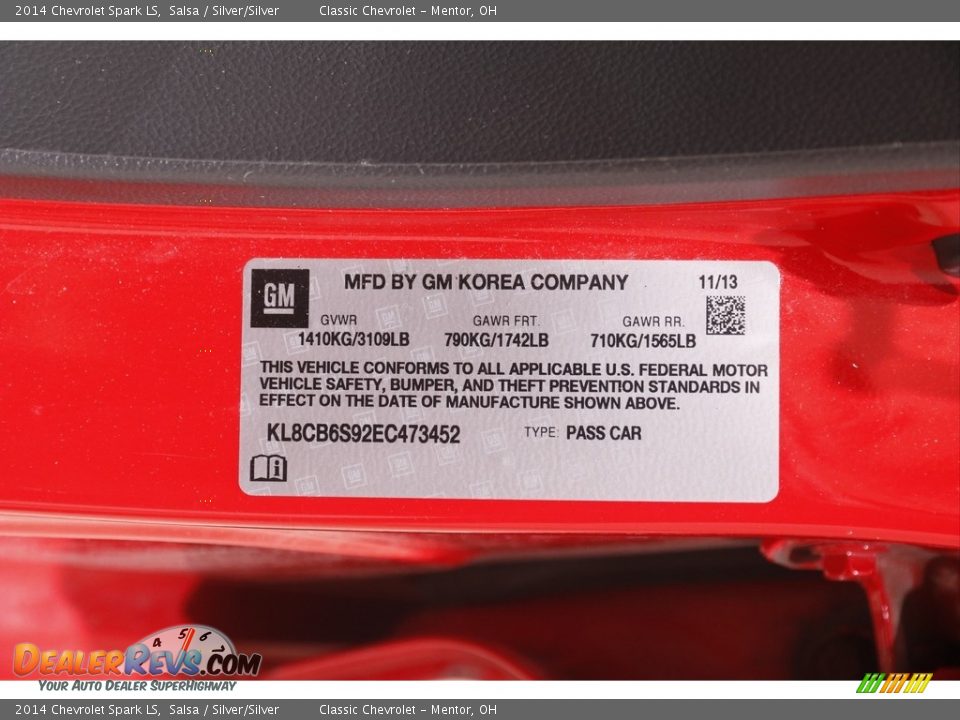 2014 Chevrolet Spark LS, Salsa / Silver/Silver Classic Chevrolet - Mentor, OH
GM MFD BY GM KOREA COMPANY 11/13
GVWR GAWR FRT. GAWR RR.
1410KG/3109LB 790KG/1742LB 710KG/1565LB
THIS VEHICLE CONFORMS TO ALL APPLICABLE U.S. FEDERAL MOTOR
VEHICLE SAFETY, BUMPER, AND THEFT PREVENTION STANDARDS IN
EFFECT ON THE DATE OF MANUFACTURE SHOWN ABOVE.
KL8CB6S92EC473452 TYPE: PASS CAR
4 5 6
DEALERREVS.COM
YOUR AUTO DEALER SUPERHIGHWAY
2014 Chevrolet Spark LS, Salsa / Silver/Silver Classic Chevrolet - Mentor, OH